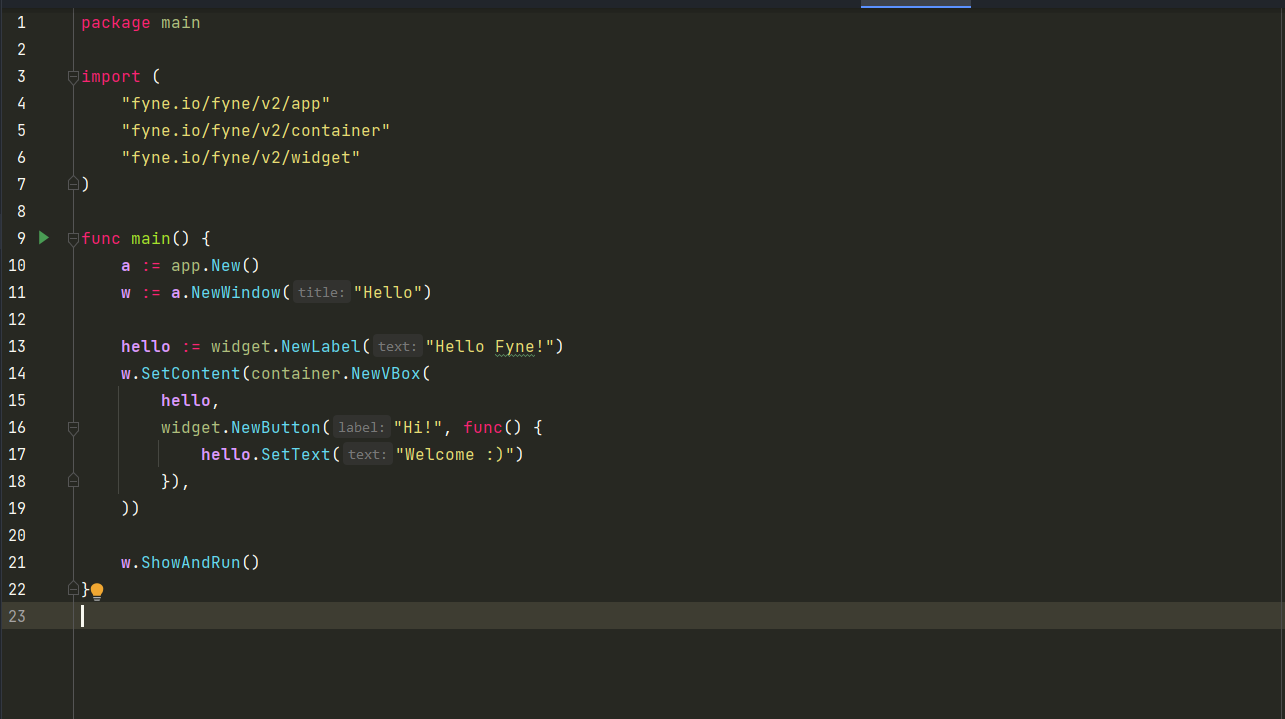 1 package main
2
3 import (
4     "fyne.io/fyne/v2/app"
5     "fyne.io/fyne/v2/container"
6     "fyne.io/fyne/v2/widget"
7 )
8
9 func main() {
10     a := app.New()
11     w := a.NewWindow( title: "Hello")
12
13     hello := widget.NewLabel( text: "Hello Fyne!")
14     w.SetContent(container.NewVBox(
15         hello,
16         widget.NewButton( label: "Hi!", func() {
17             hello.SetText( text: "Welcome :)")
18         }),
19     ))
20
21     w.ShowAndRun()
22 }
23